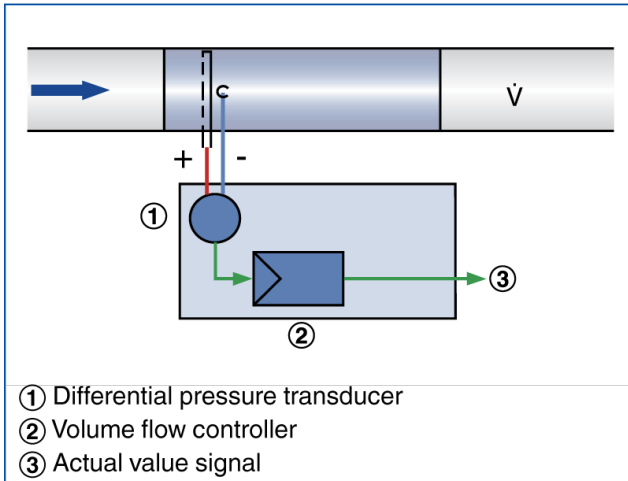 V̇
+ -
①
③
②
① Differential pressure transducer
② Volume flow controller
③ Actual value signal